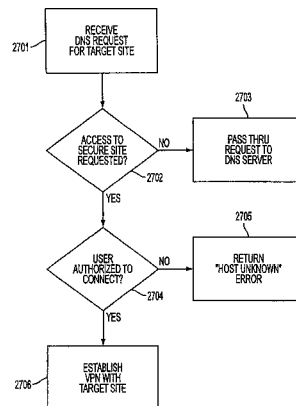 2701
RECEIVE
DNS REQUEST
FOR TARGET SITE
ACCESS TO
SECURE SITE
REQUESTED?
2702
NO
YES
2703
PASS THRU
REQUEST TO
DNS SERVER
USER
AUTHORIZED TO
CONNECT?
2704
NO
YES
2705
RETURN
"HOST UNKNOWN"
ERROR
2706
ESTABLISH
VPN WITH
TARGET SITE